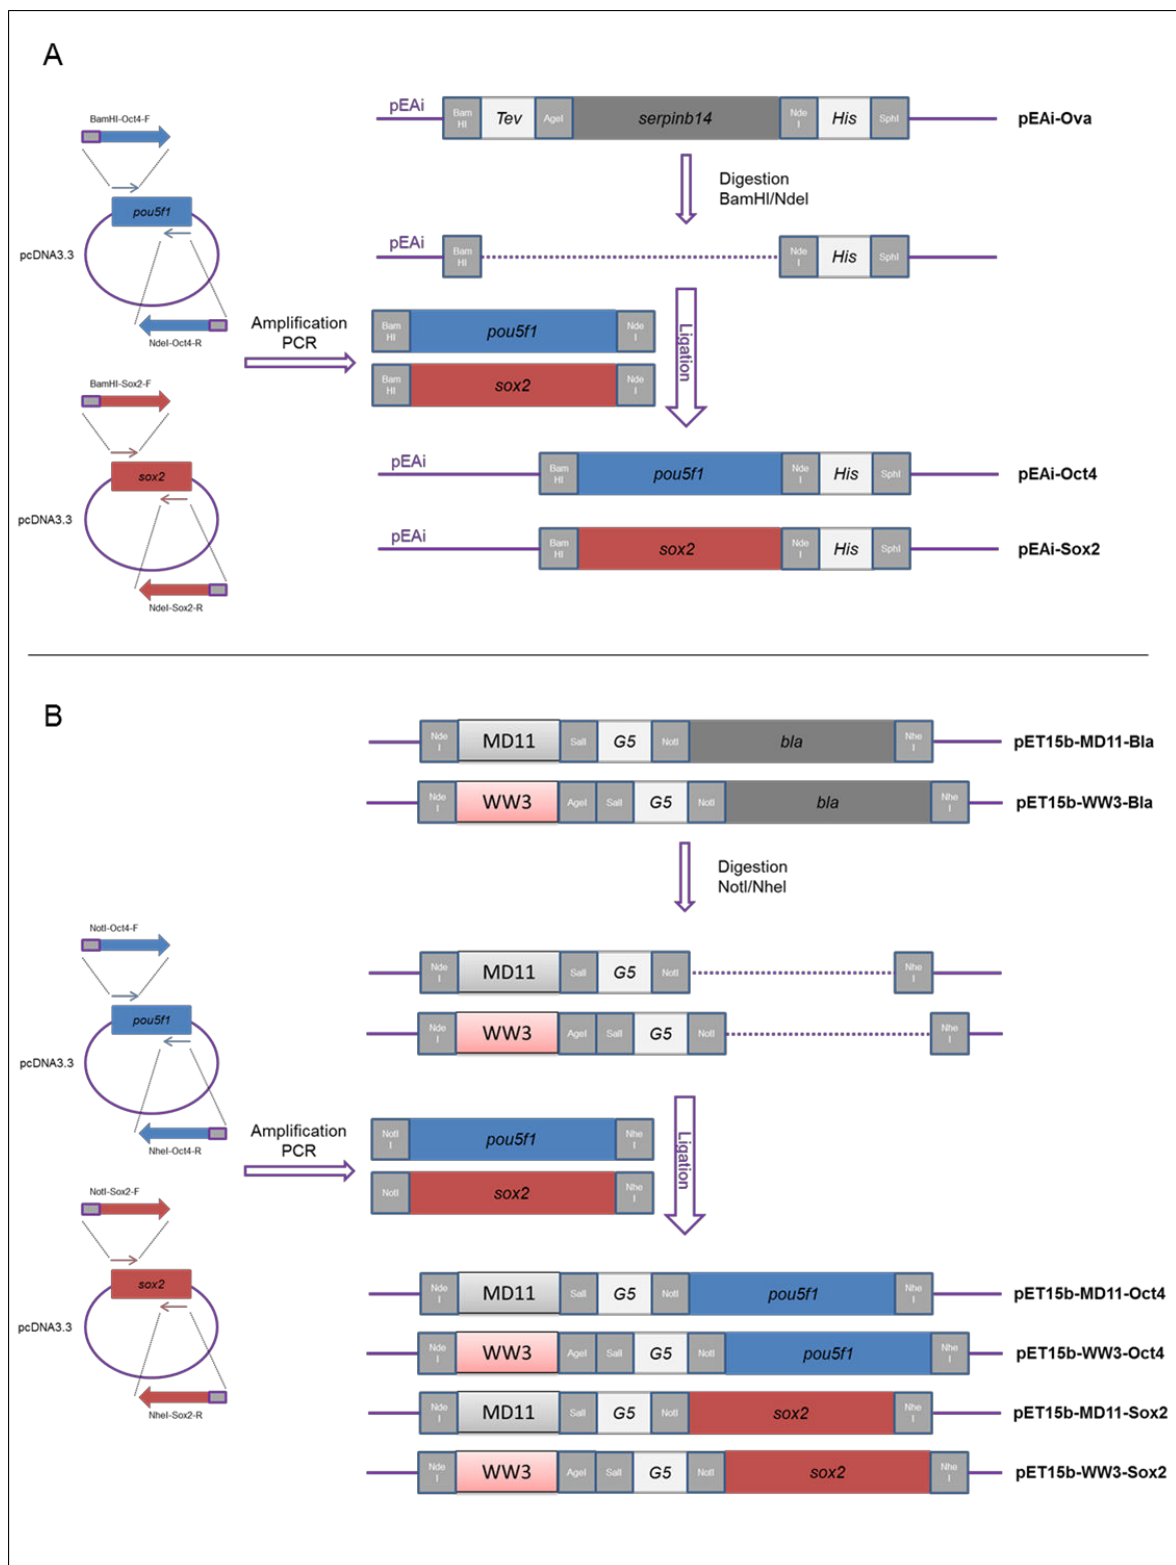 A
BamHI-Oct4-F
pou5f1
pcDNA3.3
NdeI-Oct4-R
BamHI-Sox2-F
sox2
pcDNA3.3
NdeI-Sox2-R
Amplification
PCR
pEAi
Bam
HI
Tev
AgeI
serpinb14
Nde
I
His
SphI
pEAi-Ova
Digestion
BamHI/NdeI
pEAi
Bam
HI
Nde
I
His
SphI
Bam
HI
pou5f1
Nde
I
Bam
HI
sox2
Nde
I
Ligation
pEAi
Bam
HI
pou5f1
Nde
I
His
SphI
pEAi-Oct4
pEAi
Bam
HI
sox2
Nde
I
His
SphI
pEAi-Sox2
B
Nde
I
MD11
SalI
G5
NotI
bla
Nhe
I
pET15b-MD11-Bla
Nde
I
WW3
AgeI
SalI
G5
NotI
bla
Nhe
I
pET15b-WW3-Bla
Digestion
NotI/NheI
NotI-Oct4-F
pou5f1
pcDNA3.3
NheI-Oct4-R
NotI-Sox2-F
sox2
pcDNA3.3
NheI-Sox2-R
Amplification
PCR
Nde
I
MD11
SalI
G5
NotI
Nhe
I
Nde
I
WW3
AgeI
SalI
G5
NotI
Nhe
I
NotI
I
pou5f1
Nhe
I
NotI
sox2
Nhe
I
Ligation
Nde
I
MD11
SalI
G5
NotI
pou5f1
Nhe
I
pET15b-MD11-Oct4
Nde
I
WW3
AgeI
SalI
G5
NotI
pou5f1
Nhe
I
pET15b-WW3-Oct4
Nde
I
MD11
SalI
G5
NotI
sox2
Nhe
I
pET15b-MD11-Sox2
Nde
I
WW3
AgeI
SalI
G5
NotI
sox2
Nhe
I
pET15b-WW3-Sox2